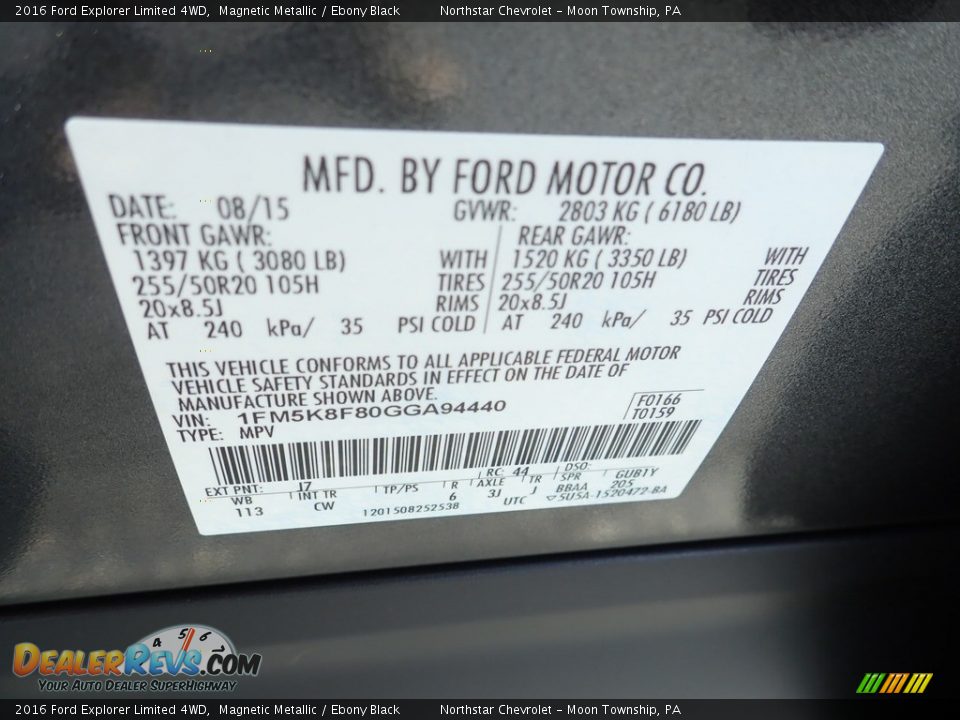 2016 Ford Explorer Limited 4WD, Magnetic Metallic / Ebony Black Northstar Chevrolet - Moon Township, PA
MFD. BY FORD MOTOR CO.
DATE: 08/15 GVWR: 2803 KG ( 6180 LB)
FRONT GAWR: REAR GAWR:
1397 KG ( 3080 LB) WITH 1520 KG ( 3350 LB) WITH
255/50R20 105H TIRES 255/50R20 105H TIRES
20x8.5J RIMS 20x8.5J RIMS
AT 240 kPa/ 35 PSI COLD AT 240 kPa/ 35 PSI COLD
THIS VEHICLE CONFORMS TO ALL APPLICABLE FEDERAL MOTOR
VEHICLE SAFETY STANDARDS IN EFFECT ON THE DATE OF
MANUFACTURE SHOWN ABOVE.
VIN: 1FM5K8F80GGA94440 F0166
TYPE: MPV T0159
EXT PNT: J7 RC: 44 DSO:
WB INT TR TP/PS R AXLE TR SPR GUB1Y
113 CW 6 3J J BBAA 205
1201508252538 UTC 5U5A-1520472-BA
4 5 6 7
DEALERREVS.COM
YOUR AUTO DEALER SUPERHIGHWAY
2016 Ford Explorer Limited 4WD, Magnetic Metallic / Ebony Black Northstar Chevrolet - Moon Township, PA